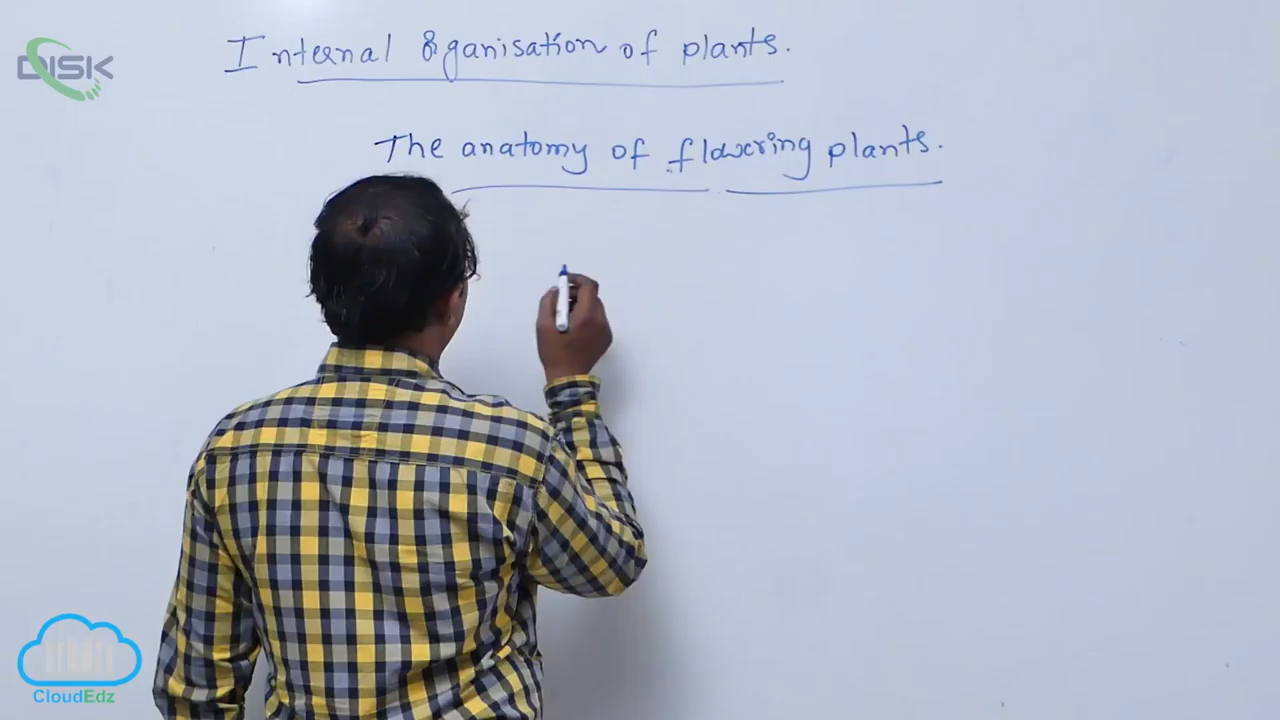 DISK
Internal Organisation of plants.
The anatomy of flowering plants.
CloudEdz